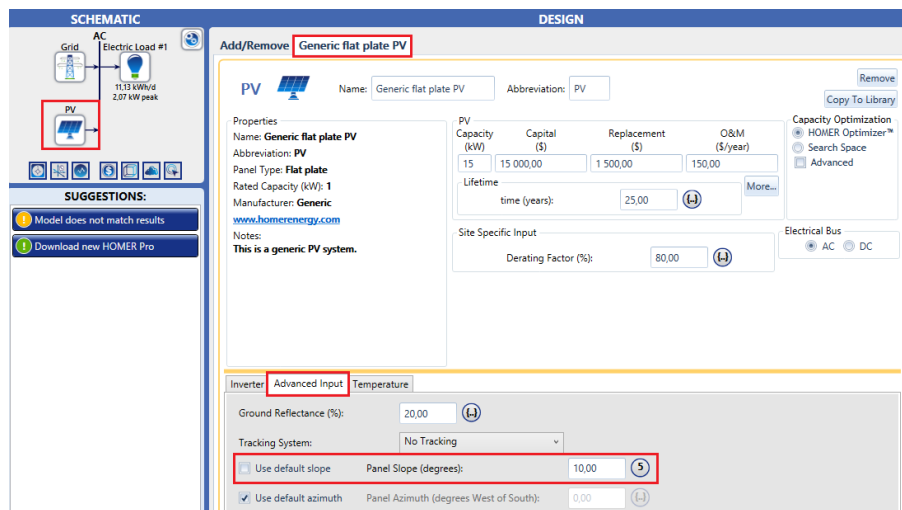 SCHEMATIC
DESIGN
AC
Grid
Electric Load #1
11,13 kWh/d
2,07 kW peak
PV
SUGGESTIONS:
Model does not match results
Download new HOMER Pro
Add/Remove Generic flat plate PV
PV
Name: Generic flat plate PV
Abbreviation: PV
Remove
Copy To Library
Properties
Name: Generic flat plate PV
Abbreviation: PV
Panel Type: Flat plate
Rated Capacity (kW): 1
Manufacturer: Generic
www.homerenergy.com
Notes:
This is a generic PV system.
PV
Capacity Capital Replacement O&M
(kW) ($) ($) ($/year)
15 15 000,00 1 500,00 150,00
Lifetime
More...
time (years): 25,00 {..}
Site Specific Input
Derating Factor (%): 80,00 {..}
Capacity Optimization
HOMER Optimizer™
Search Space
Advanced
Electrical Bus
AC DC
Inverter Advanced Input Temperature
Ground Reflectance (%): 20,00 {..}
Tracking System: No Tracking
Use default slope Panel Slope (degrees): 10,00 5
Use default azimuth Panel Azimuth (degrees West of South): 0,00 {..}